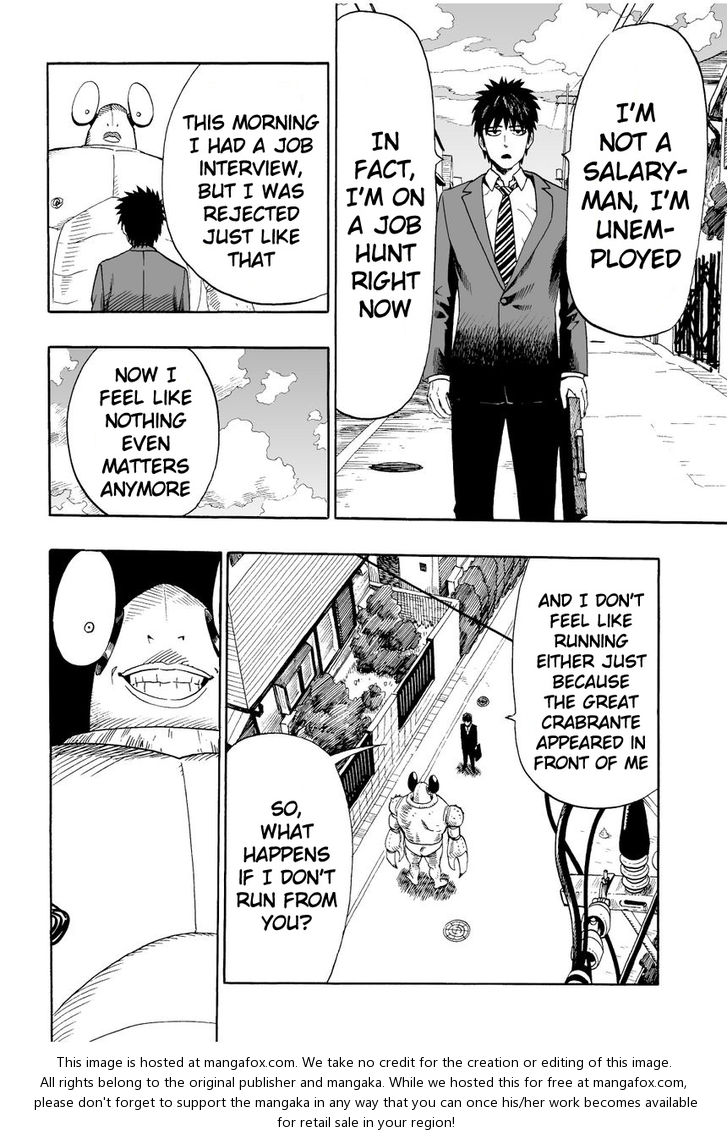 I'M
NOT A
SALARY-
MAN, I'M
UNEM-
PLOYED
IN
FACT,
I'M ON
A JOB
HUNT
RIGHT
NOW
THIS MORNING
I HAD A JOB
INTERVIEW,
BUT I WAS
REJECTED
JUST LIKE
THAT
NOW I
FEEL LIKE
NOTHING
EVEN
MATTERS
ANYMORE
AND I DON'T
FEEL LIKE
RUNNING
EITHER JUST
BECAUSE
THE GREAT
CRABRANTE
APPEARED IN
FRONT OF ME
SO,
WHAT
HAPPENS
IF I DON'T
RUN FROM
YOU?
This image is hosted at mangafox.com. We take no credit for the creation or editing of this image.
All rights belong to the original publisher and mangaka. While we hosted this for free at mangafox.com,
please don't forget to support the mangaka in any way that you can once his/her work becomes available
for retail sale in your region!